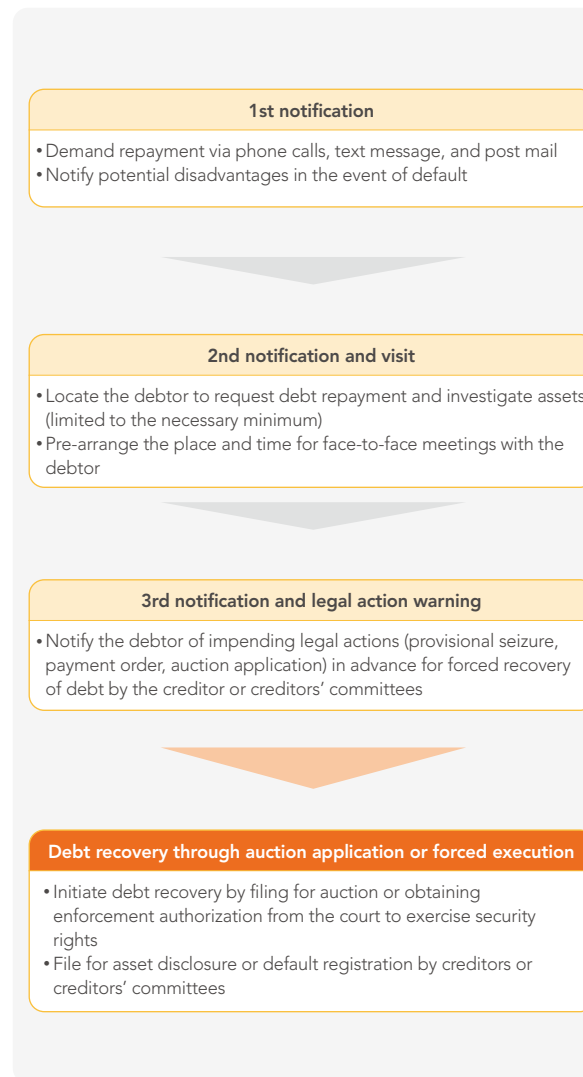 1st notification
• Demand repayment via phone calls, text message, and post mail
• Notify potential disadvantages in the event of default
2nd notification and visit
• Locate the debtor to request debt repayment and investigate assets
(limited to the necessary minimum)
• Pre-arrange the place and time for face-to-face meetings with the
debtor
3rd notification and legal action warning
• Notify the debtor of impending legal actions (provisional seizure,
payment order, auction application) in advance for forced recovery
of debt by the creditor or creditors’ committees
Debt recovery through auction application or forced execution
• Initiate debt recovery by filing for auction or obtaining
enforcement authorization from the court to exercise security
rights
• File for asset disclosure or default registration by creditors or
creditors’ committees